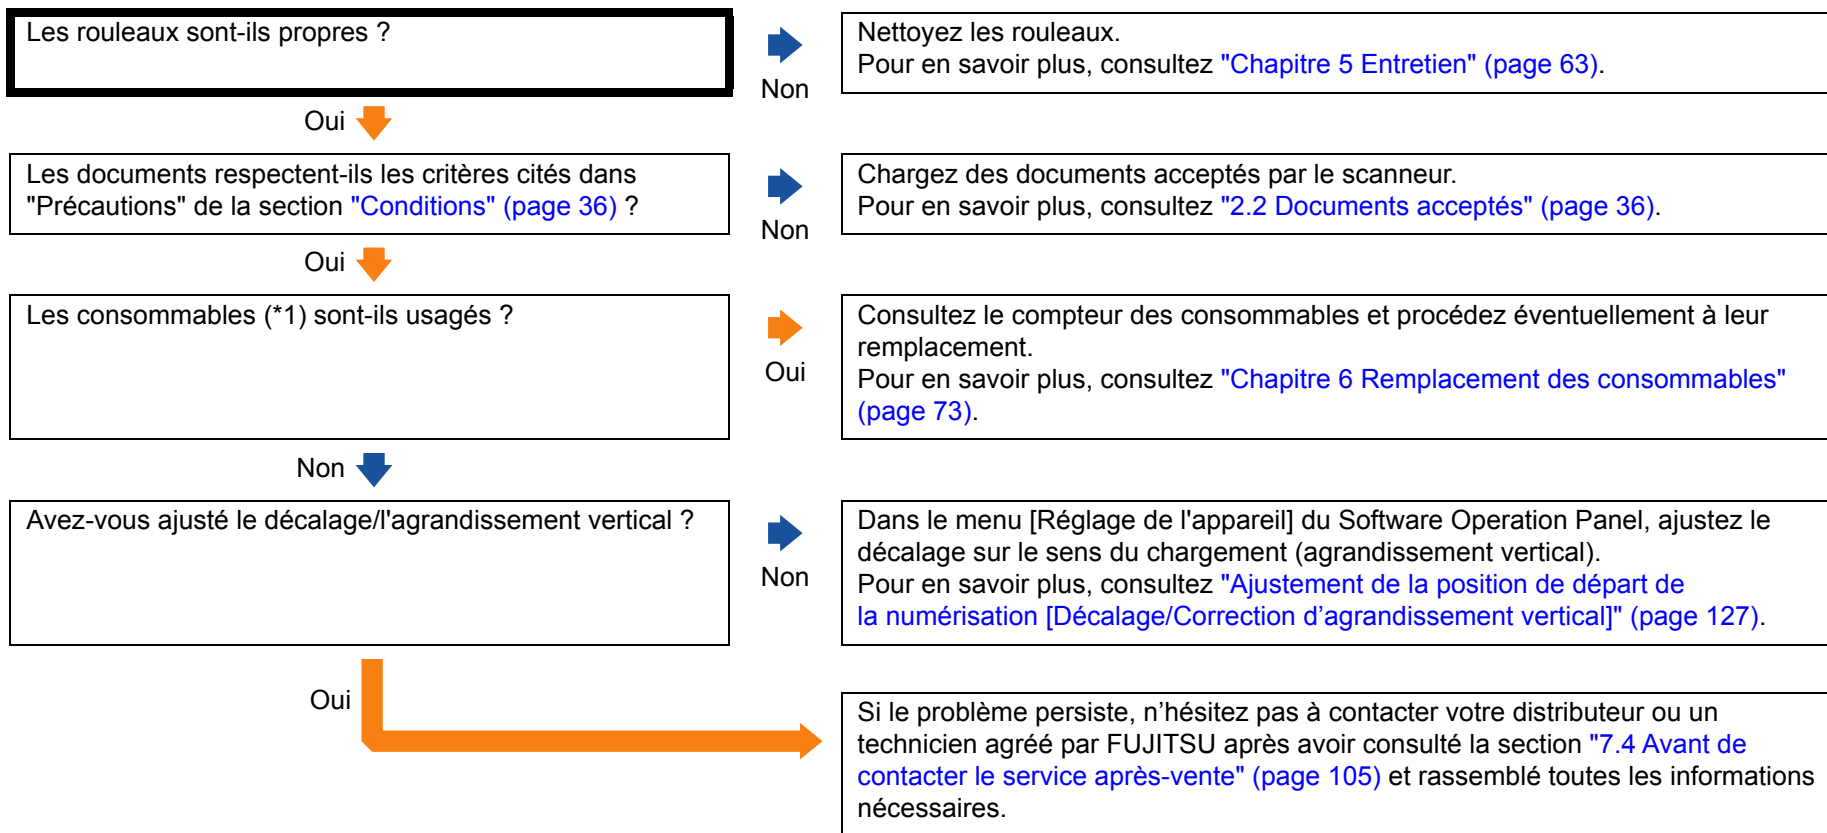 Les rouleaux sont-ils propres ?
Non
Nettoyez les rouleaux.
Pour en savoir plus, consultez "Chapitre 5 Entretien" (page 63).
Oui
Les documents respectent-ils les critères cités dans
"Précautions" de la section "Conditions" (page 36) ?
Non
Chargez des documents acceptés par le scanneur.
Pour en savoir plus, consultez "2.2 Documents acceptés" (page 36).
Oui
Les consommables (*1) sont-ils usagés ?
Oui
Consultez le compteur des consommables et procédez éventuellement à leur
remplacement.
Pour en savoir plus, consultez "Chapitre 6 Remplacement des consommables"
(page 73).
Non
Avez-vous ajusté le décalage/l'agrandissement vertical ?
Non
Dans le menu [Réglage de l'appareil] du Software Operation Panel, ajustez le
décalage sur le sens du chargement (agrandissement vertical).
Pour en savoir plus, consultez "Ajustement de la position de départ de
la numérisation [Décalage/Correction d’agrandissement vertical]" (page 127).
Oui
Si le problème persiste, n’hésitez pas à contacter votre distributeur ou un
technicien agréé par FUJITSU après avoir consulté la section "7.4 Avant de
contacter le service après-vente" (page 105) et rassemblé toutes les informations
nécessaires.